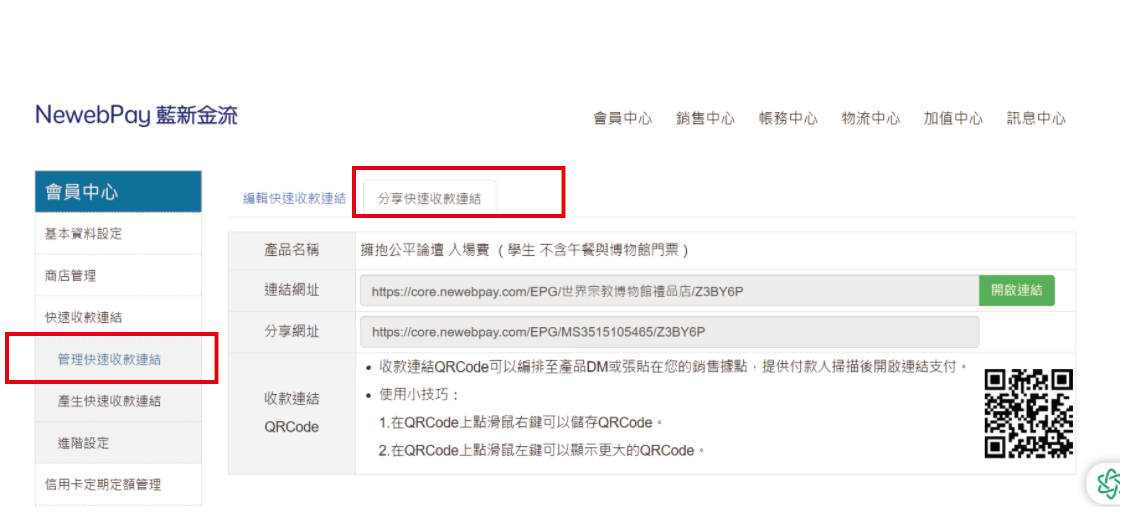 NewebPay 藍新金流
會員中心 銷售中心 帳務中心 物流中心 加值中心 訊息中心
會員中心
基本資料設定
商店管理
快速收款連結
管理快速收款連結
產生快速收款連結
進階設定
信用卡定期定額管理
編輯快速收款連結 分享快速收款連結
產品名稱 擁抱公平論壇 入場費 （ 學生 不含午餐與博物館門票 ）
連結網址 https://core.newebpay.com/EPG/世界宗教博物館禮品店/Z3BY6P 開啟連結
分享網址 https://core.newebpay.com/EPG/MS3515105465/Z3BY6P
收款連結
QRCode
• 收款連結QRCode可以編排至產品DM或張貼在您的銷售據點，提供付款人掃描後開啟連結支付。
• 使用小技巧：
1.在QRCode上點滑鼠右鍵可以儲存QRCode。
2.在QRCode上點滑鼠左鍵可以顯示更大的QRCode。